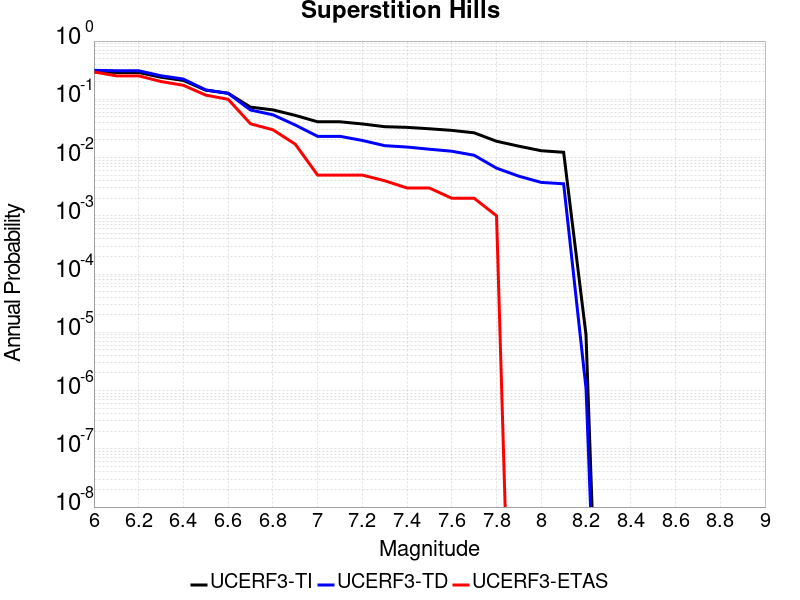 Superstition Hills
10^0
10^-1
10^-2
10^-3
10^-4
10^-5
10^-6
10^-7
10^-8
Annual Probability
6 6.2 6.4 6.6 6.8 7 7.2 7.4 7.6 7.8 8 8.2 8.4 8.6 8.8 9
Magnitude
UCERF3-TI UCERF3-TD UCERF3-ETAS